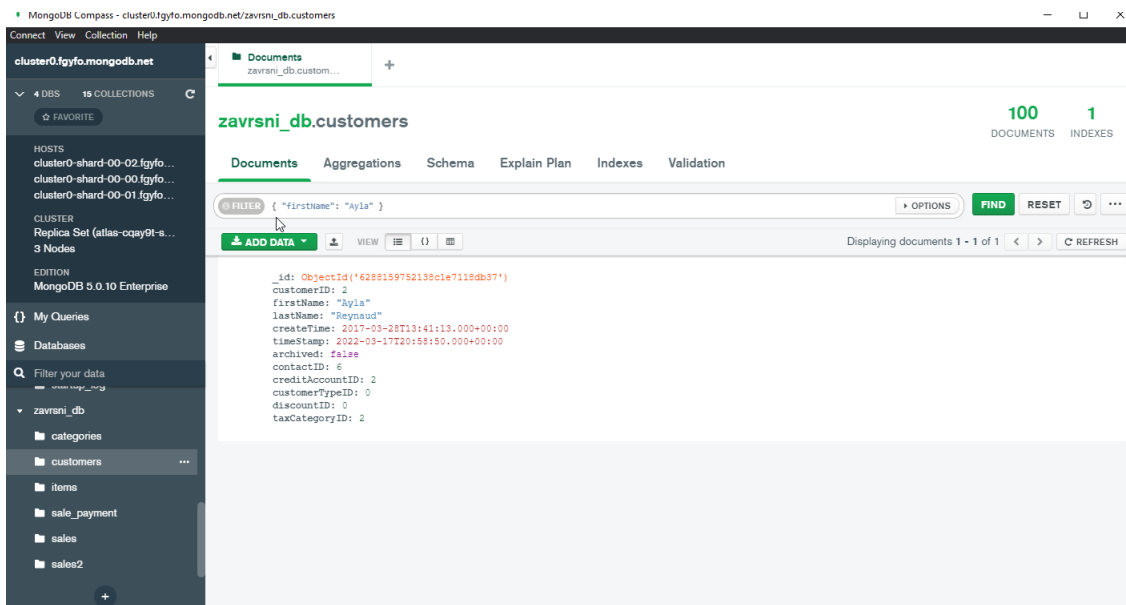 MongoDB Compass - cluster0.fgyfo.mongodb.net/zavrsni_db.customers
Connect View Collection Help
cluster0.fgyfo.mongodb.net
4 DBS 15 COLLECTIONS
FAVORITE
HOSTS
cluster0-shard-00-02.fgyfo...
cluster0-shard-00-00.fgyfo...
cluster0-shard-00-01.fgyfo...
CLUSTER
Replica Set (atlas-cqay9t-s...
3 Nodes
EDITION
MongoDB 5.0.10 Enterprise
{} My Queries
Databases
Filter your data
startup_log
zavrsni_db
categories
customers ...
items
sale_payment
sales
sales2
+
Documents
zavrsni_db.custom...
+
zavrsni_db.customers
100 DOCUMENTS
1 INDEXES
Documents Aggregations Schema Explain Plan Indexes Validation
FILTER { "firstName": "Ayla" } OPTIONS FIND RESET ...
ADD DATA VIEW {} Displaying documents 1 - 1 of 1 < > REFRESH
_id: ObjectId('6288159752138c1e7118db37')
customerID: 2
firstName: "Ayla"
lastName: "Reynaud"
createTime: 2017-03-28T13:41:13.000+00:00
timeStamp: 2022-03-17T20:58:50.000+00:00
archived: false
contactID: 6
creditAccountID: 2
customerTypeID: 0
discountID: 0
taxCategoryID: 2